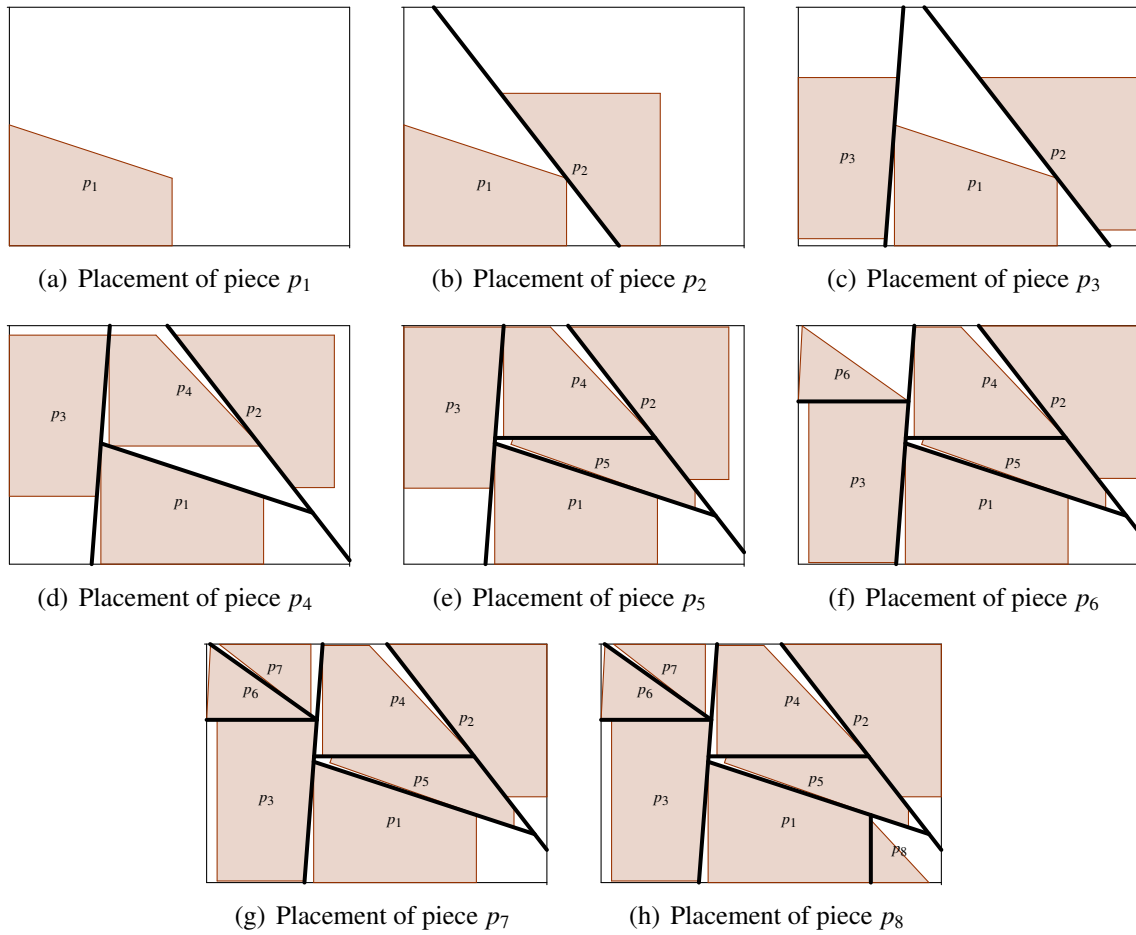 p1
(a) Placement of piece p1
p1
p2
(b) Placement of piece p2
p3
p1
p2
(c) Placement of piece p3
p3
p4
p2
p1
(d) Placement of piece p4
p3
p4
p2
p5
p1
(e) Placement of piece p5
p6
p4
p2
p5
p3
p1
(f) Placement of piece p6
p7
p6
p4
p2
p5
p3
p1
(g) Placement of piece p7
p7
p6
p4
p2
p5
p3
p1
p8
(h) Placement of piece p8